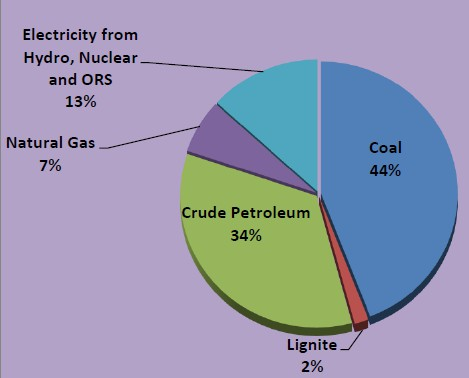 Electricity from
Hydro, Nuclear
and ORS
13%
Natural Gas
7%
Coal
44%
Crude Petroleum
34%
Lignite
2%